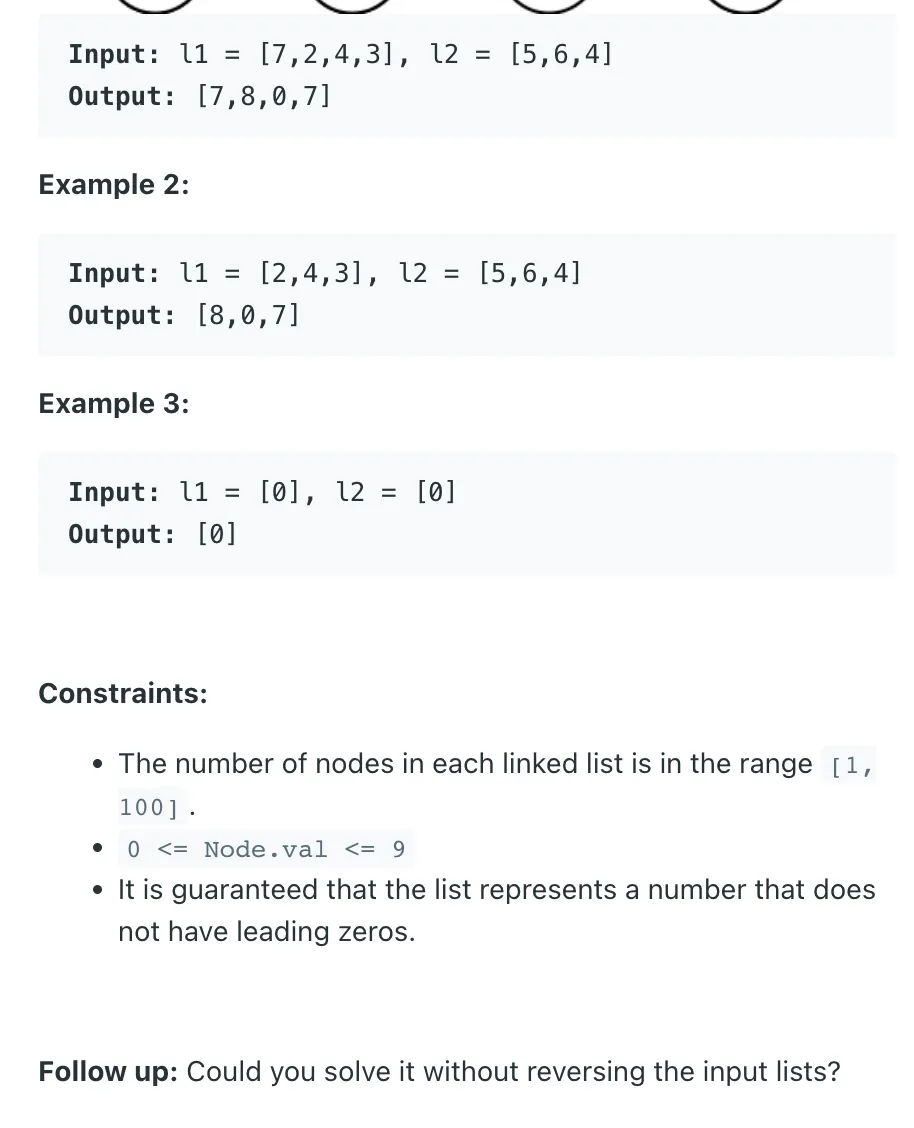 Input: l1 = [7,2,4,3], l2 = [5,6,4]
Output: [7,8,0,7]
Example 2:
Input: l1 = [2,4,3], l2 = [5,6,4]
Output: [8,0,7]
Example 3:
Input: l1 = [0], l2 = [0]
Output: [0]
Constraints:
• The number of nodes in each linked list is in the range [1,
100] .
• 0 <= Node.val <= 9
• It is guaranteed that the list represents a number that does
not have leading zeros.
Follow up: Could you solve it without reversing the input lists?